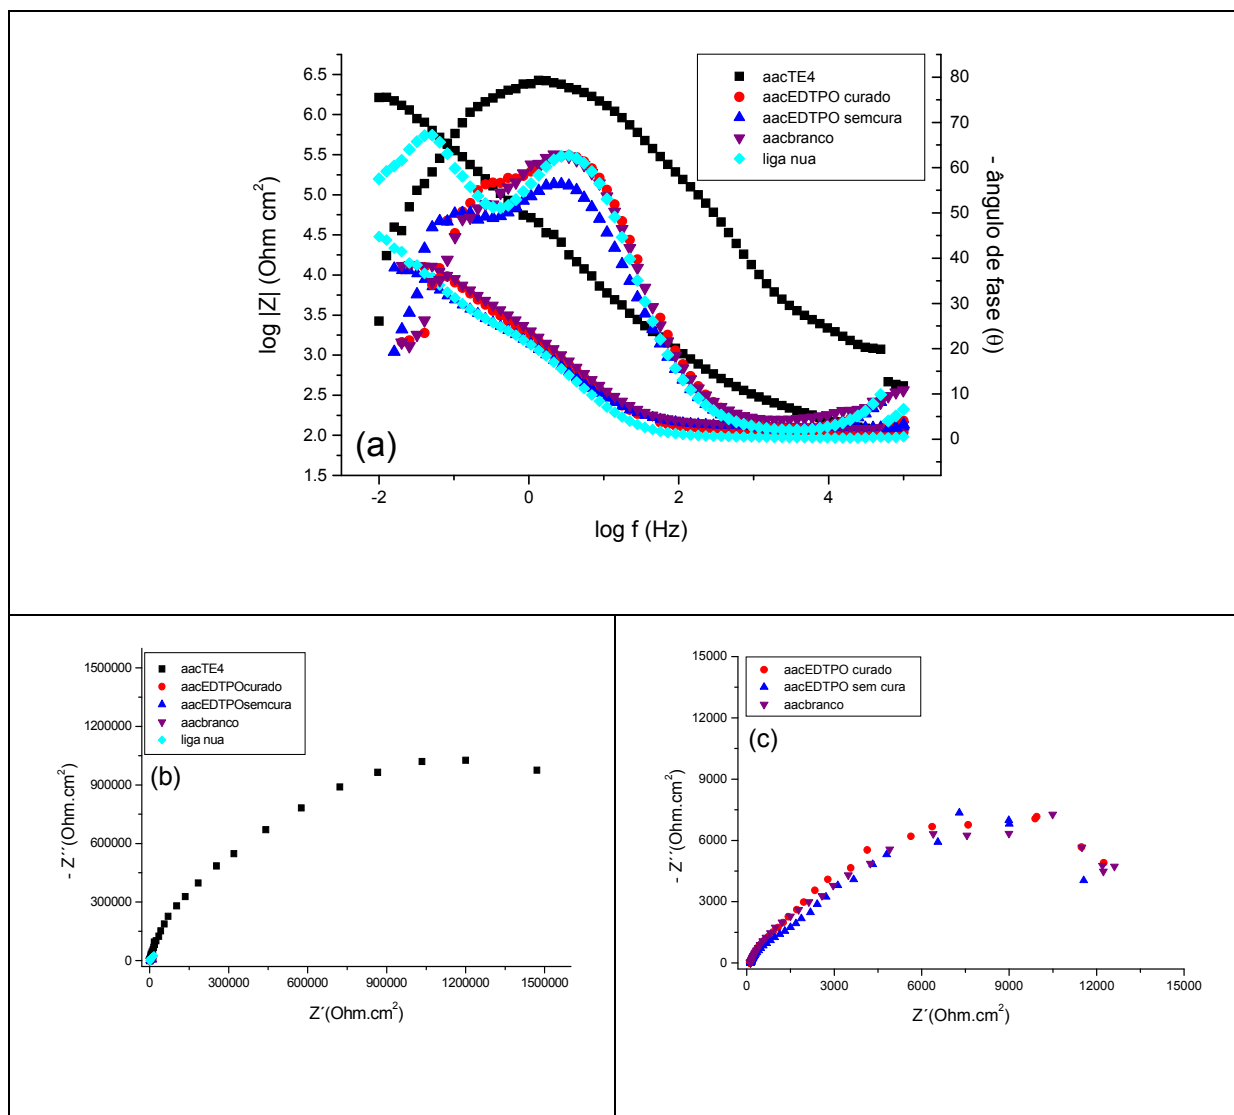 aacTE4
aacEDTPO curado
aacEDTPO semcura
aacbranco
liga nua
6.5
6.0
5.5
5.0
4.5
4.0
3.5
3.0
2.5
2.0
1.5
log |Z| (Ohm cm²)
80
70
60
50
40
30
20
10
0
- ângulo de fase (θ)
(a)
-2 0 2 4
log f (Hz)
aacTE4
aacEDTPOcurado
aacEDTPOsemcura
aacbranco
liga nua
(b)
1500000
1200000
900000
600000
300000
0
- Z´´(Ohm.cm²)
0 300000 600000 900000 1200000 1500000
Z´(Ohm.cm²)
aacEDTPO curado
aacEDTPO sem cura
aacbranco
(c)
15000
12000
9000
6000
3000
0
- Z´´(Ohm.cm²)
0 3000 6000 9000 12000 15000
Z´(Ohm.cm²)